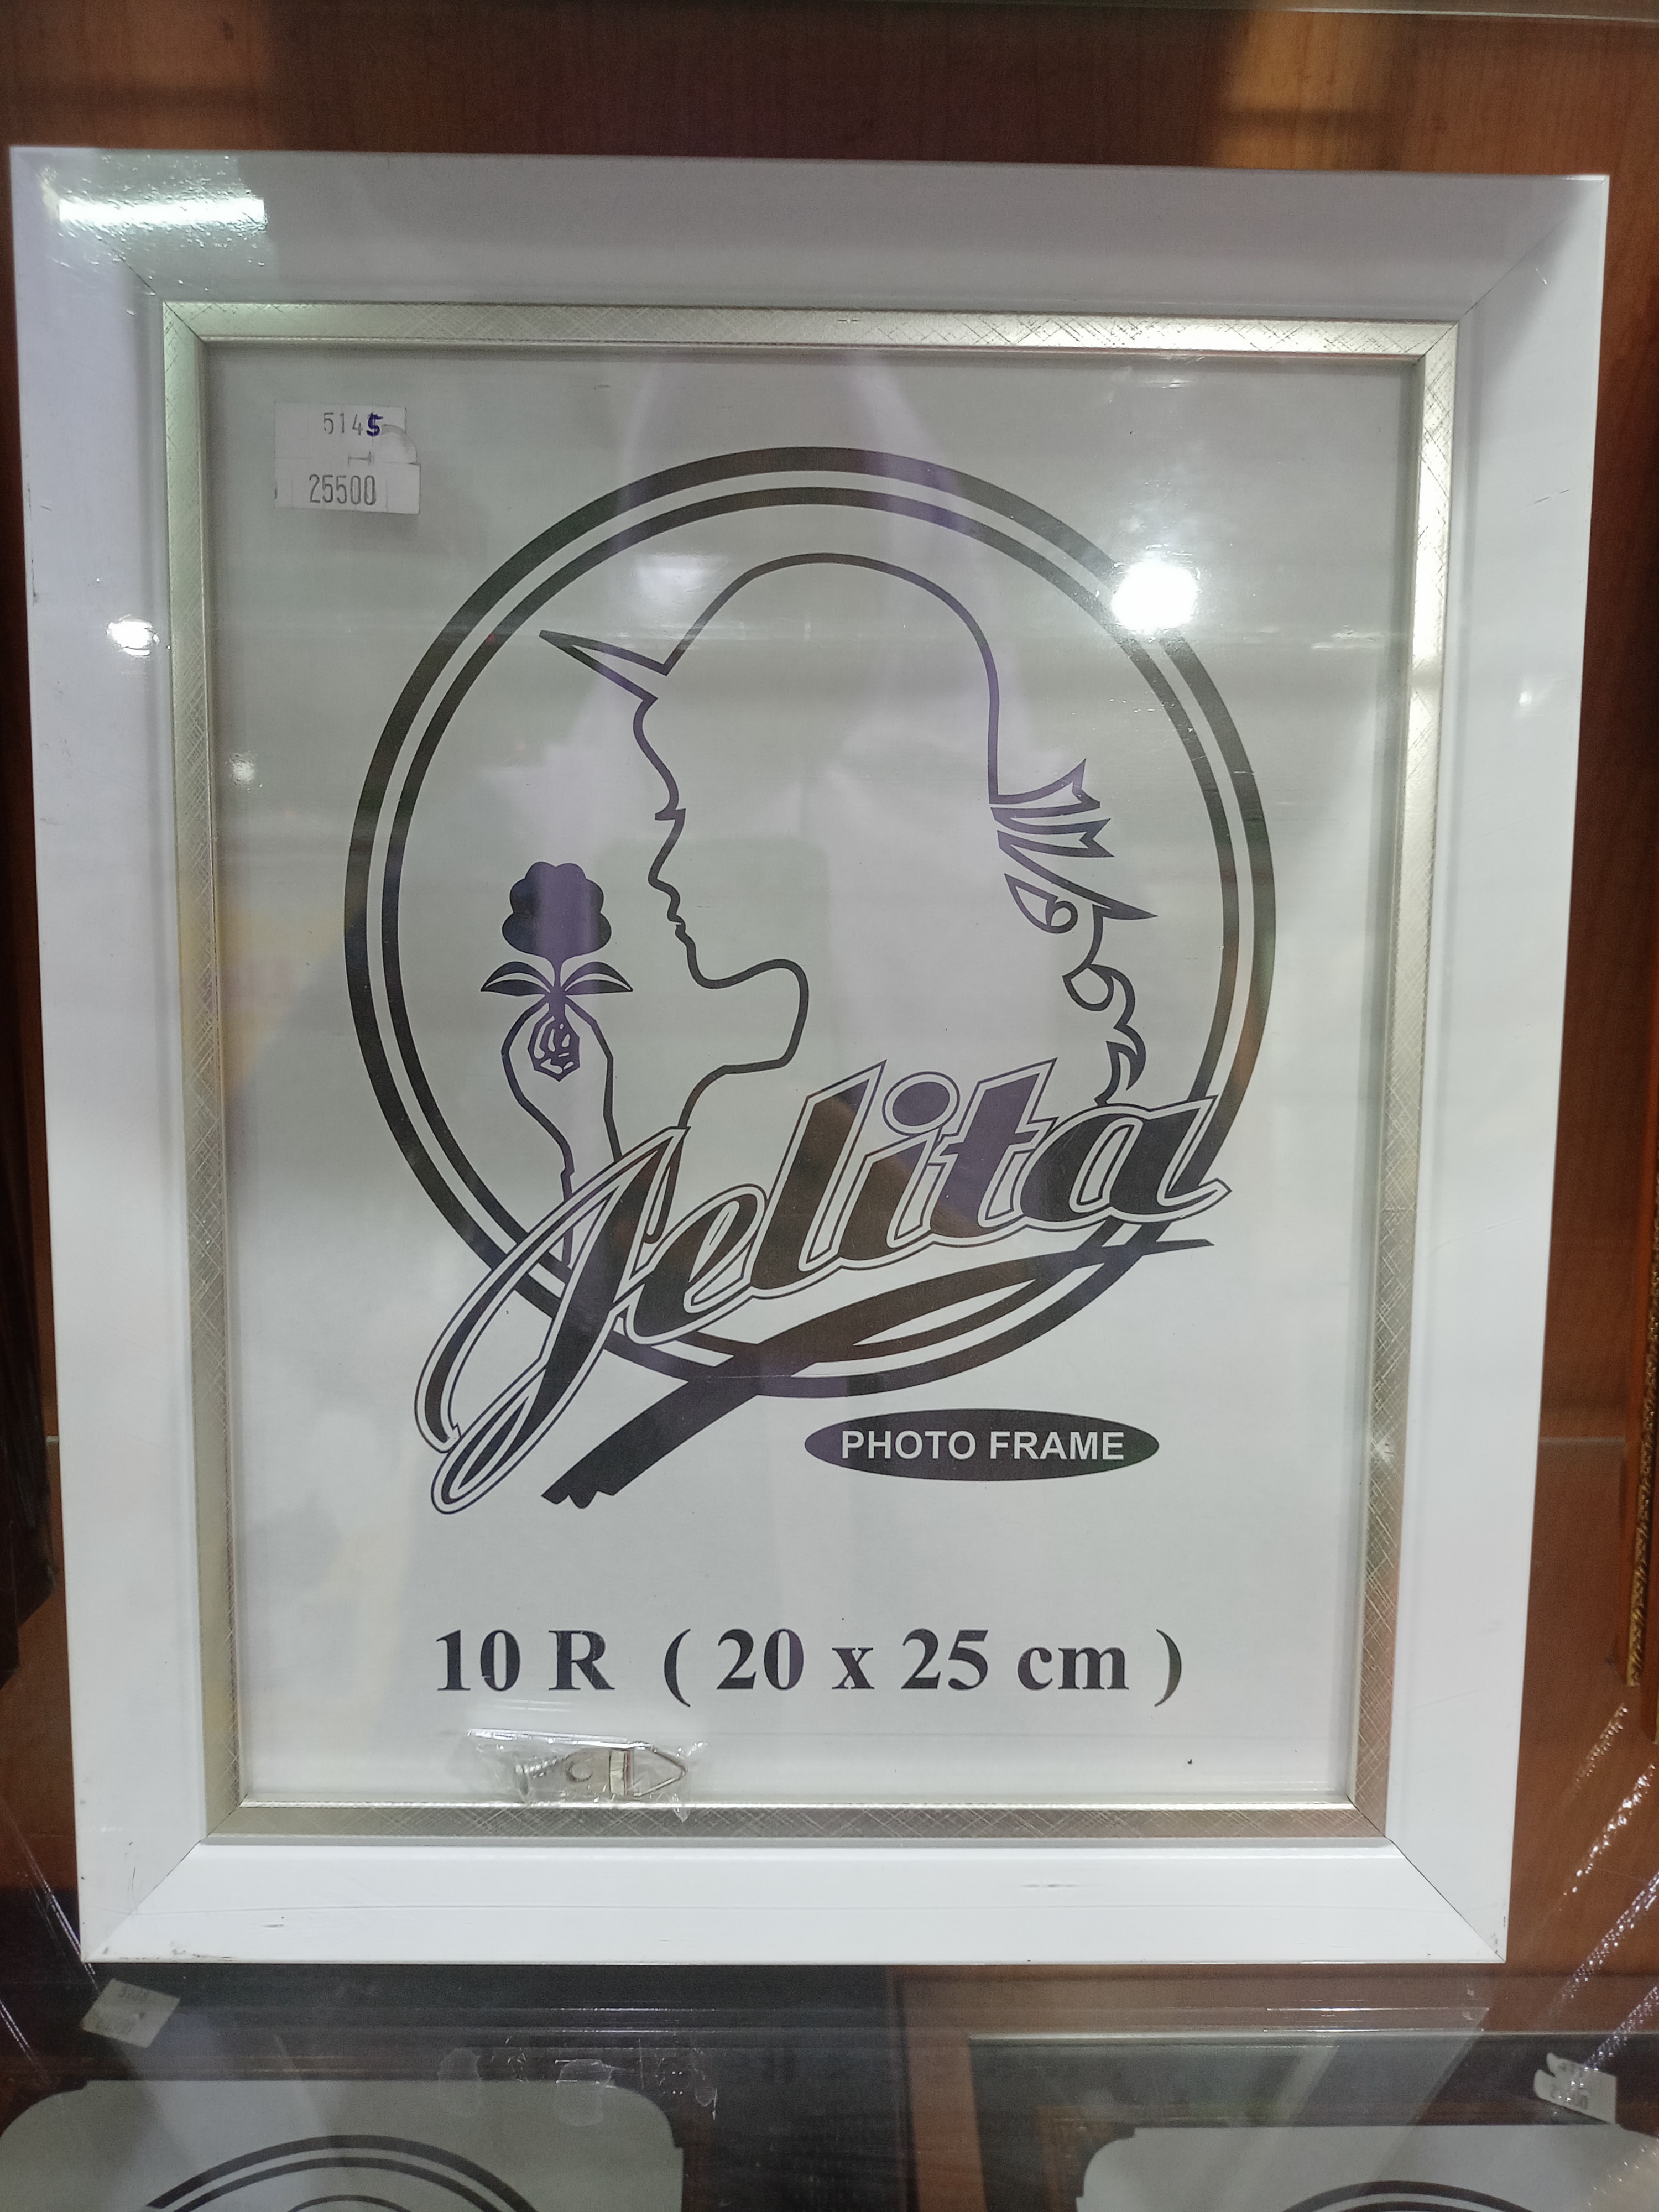 5145
25500
Jelita
PHOTO FRAME
10 R ( 20 x 25 cm )